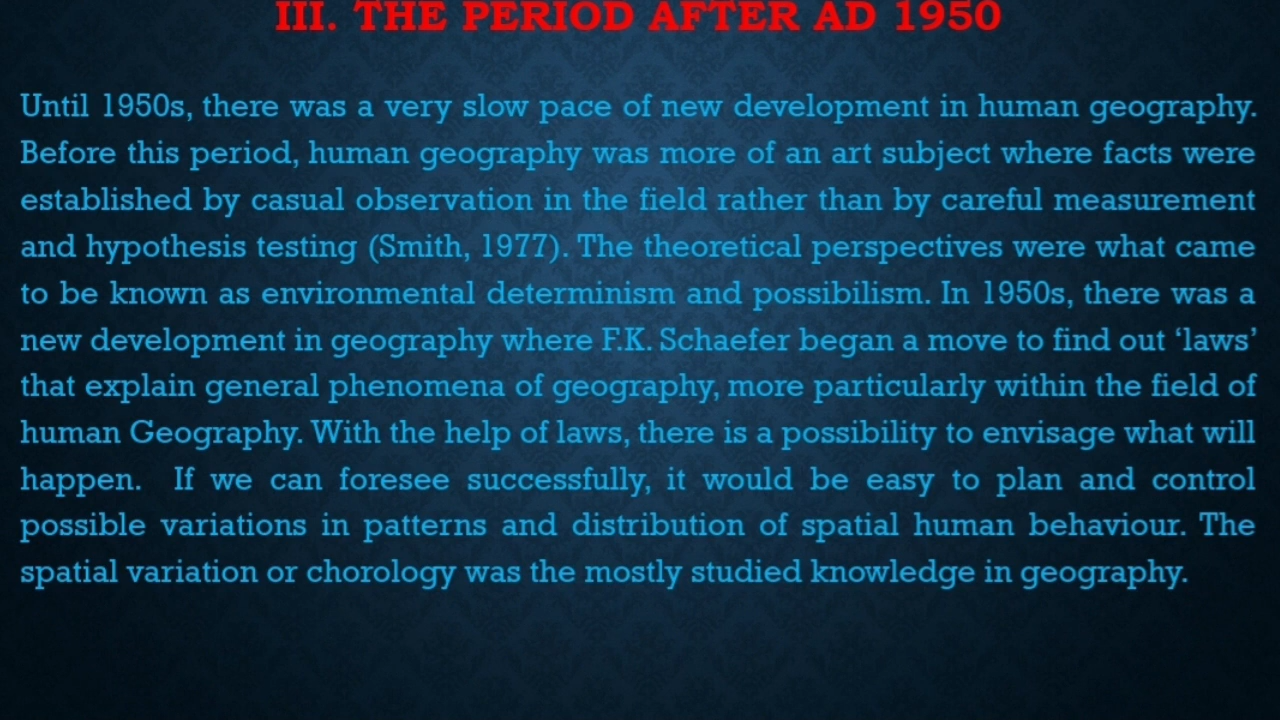 III. THE PERIOD AFTER AD 1950
Until 1950s, there was a very slow pace of new development in human geography.
Before this period, human geography was more of an art subject where facts were
established by casual observation in the field rather than by careful measurement
and hypothesis testing (Smith, 1977). The theoretical perspectives were what came
to be known as environmental determinism and possibilism. In 1950s, there was a
new development in geography where F.K. Schaefer began a move to find out ‘laws’
that explain general phenomena of geography, more particularly within the field of
human Geography. With the help of laws, there is a possibility to envisage what will
happen.  If we can foresee successfully, it would be easy to plan and control
possible variations in patterns and distribution of spatial human behaviour. The
spatial variation or chorology was the mostly studied knowledge in geography.